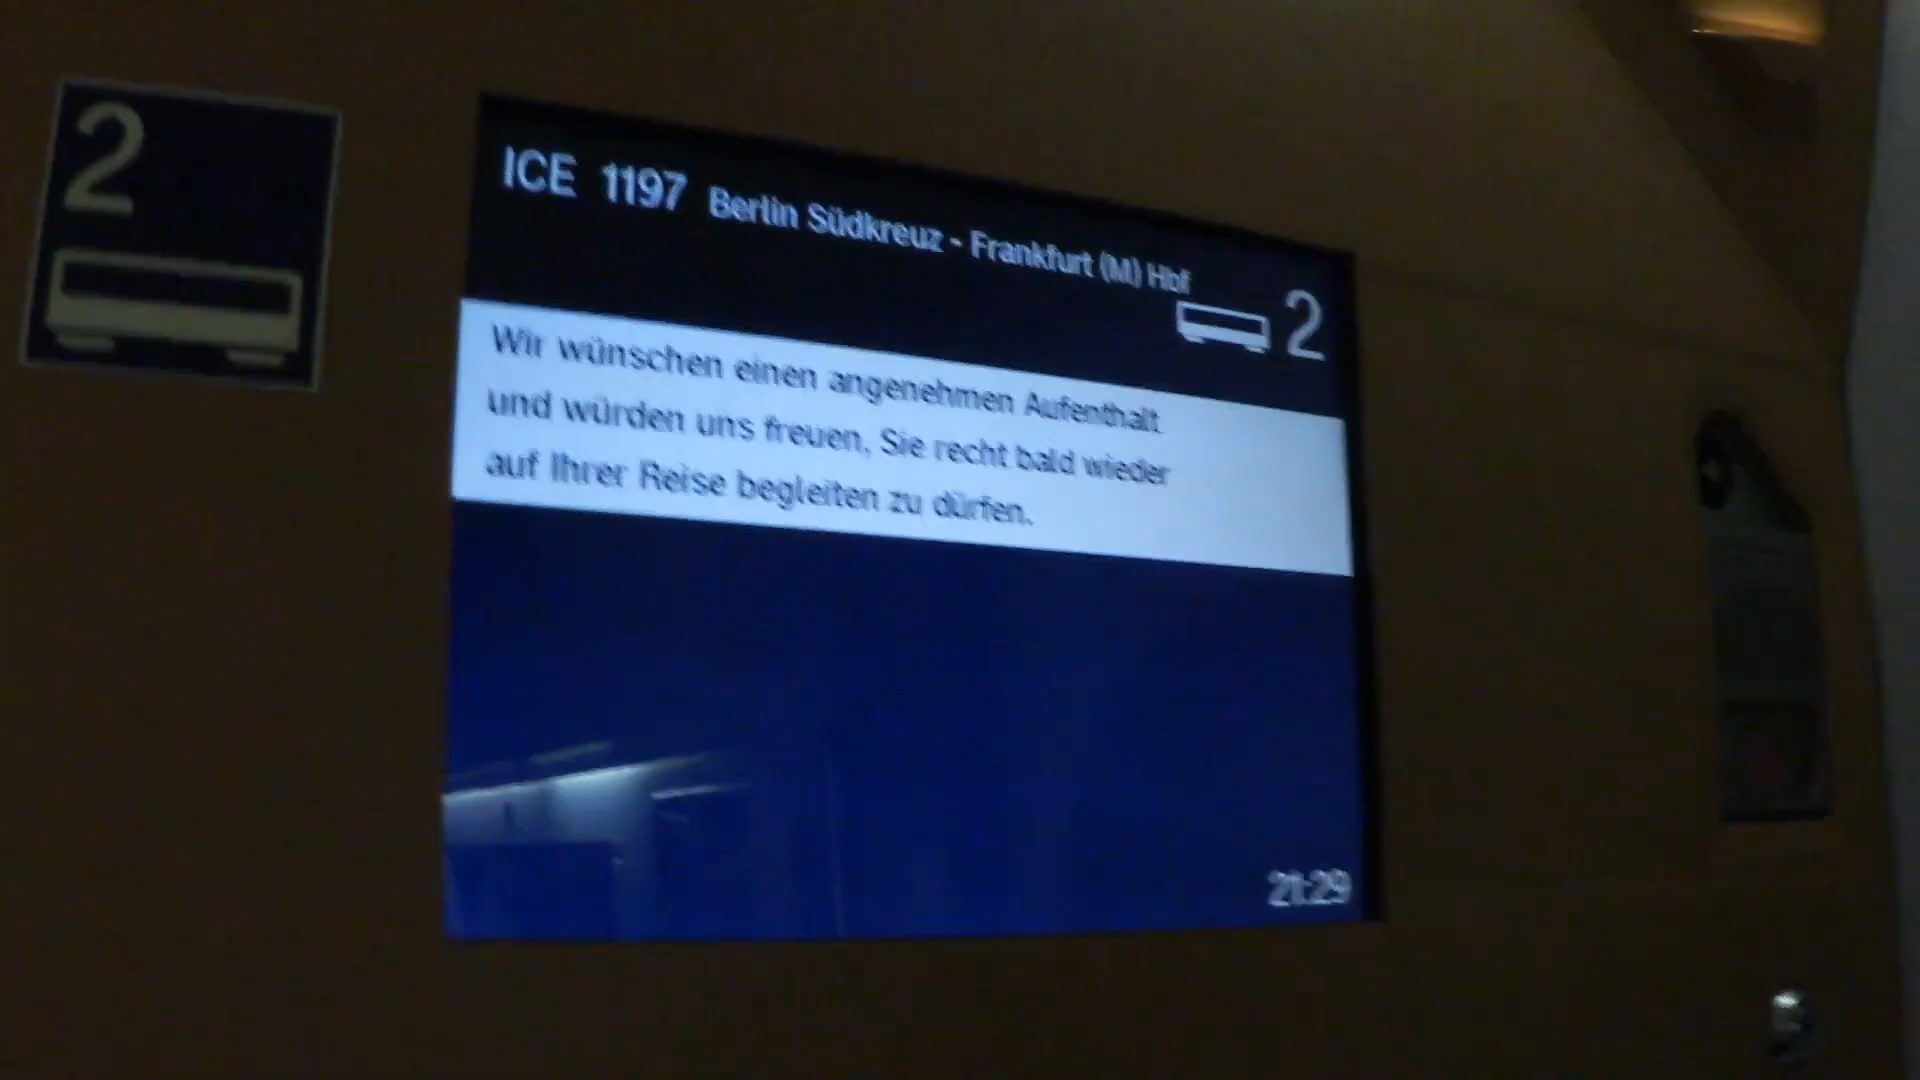 2
ICE 1197 Berlin Südkreuz - Frankfurt (M) Hbf
2
Wir wünschen einen angenehmen Aufenthalt
und würden uns freuen, Sie recht bald wieder
auf Ihrer Reise begleiten zu dürfen.
21:29